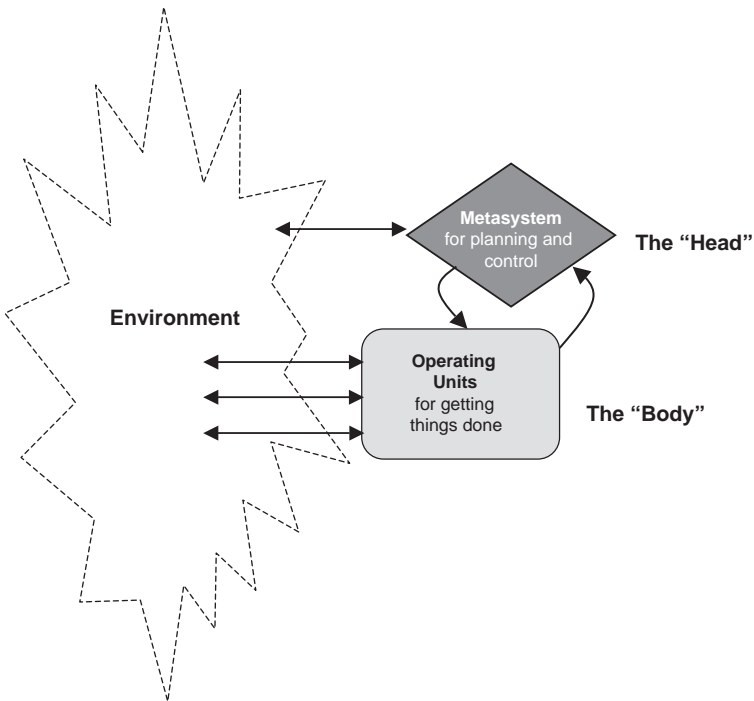 Metasystem
for planning and
control
The “Head”
Environment
Operating
Units
for getting
things done
The “Body”